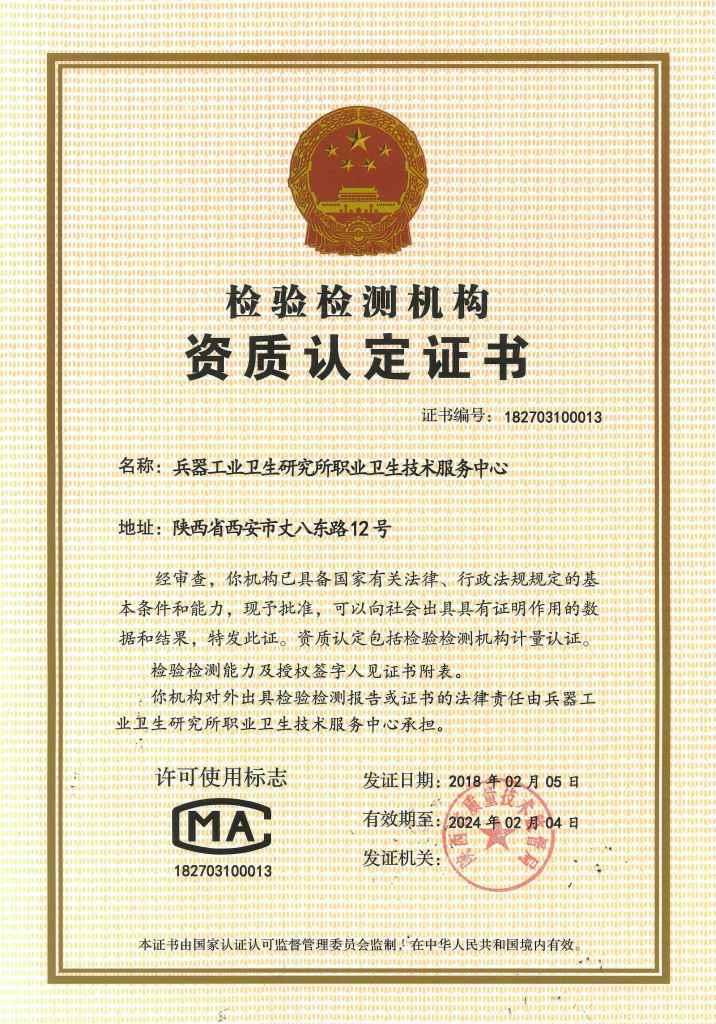 检验检测机构
资质认定证书
证书编号：182703100013
名称：兵器工业卫生研究所职业卫生技术服务中心
地址：陕西省西安市丈八东路12号
经审查，你机构已具备国家有关法律、行政法规规定的基
本条件和能力，现予批准，可以向社会出具具有证明作用的数
据和结果，特发此证。资质认定包括检验检测机构计量认证。
检验检测能力及授权签字人见证书附表。
你机构对外出具检验检测报告或证书的法律责任由兵器工
业卫生研究所职业卫生技术服务中心承担。
许可使用标志
MA
182703100013
发证日期：2018年02月05日
有效期至：2024年02月04日
发证机关：
陕西省质量技术监督局
本证书由国家认证认可监督管理委员会监制，在中华人民共和国境内有效。